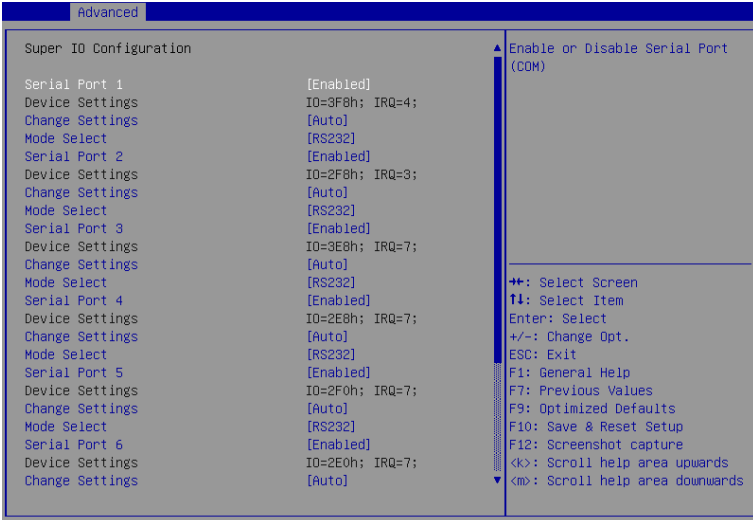 Advanced
Super IO Configuration
Serial Port 1 [Enabled]
Device Settings IO=3F8h; IRQ=4;
Change Settings [Auto]
Mode Select [RS232]
Serial Port 2 [Enabled]
Device Settings IO=2F8h; IRQ=3;
Change Settings [Auto]
Mode Select [RS232]
Serial Port 3 [Enabled]
Device Settings IO=3E8h; IRQ=7;
Change Settings [Auto]
Mode Select [RS232]
Serial Port 4 [Enabled]
Device Settings IO=2E8h; IRQ=7;
Change Settings [Auto]
Mode Select [RS232]
Serial Port 5 [Enabled]
Device Settings IO=2F0h; IRQ=7;
Change Settings [Auto]
Mode Select [RS232]
Serial Port 6 [Enabled]
Device Settings IO=2E0h; IRQ=7;
Change Settings [Auto]
Enable or Disable Serial Port
(COM)
→←: Select Screen
↑↓: Select Item
Enter: Select
+/-: Change Opt.
ESC: Exit
F1: General Help
F7: Previous Values
F9: Optimized Defaults
F10: Save & Reset Setup
F12: Screenshot capture
<k>: Scroll help area upwards
<m>: Scroll help area downwards